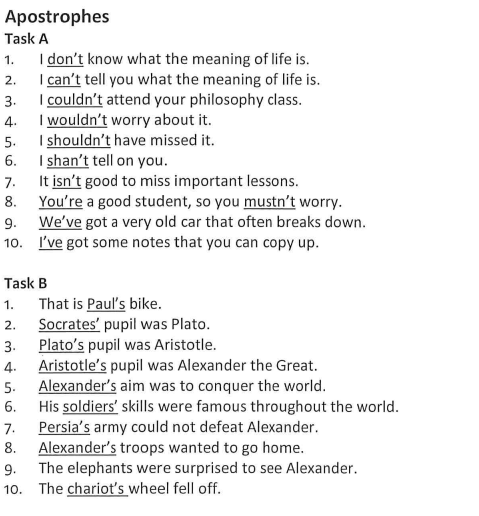 Apostrophes
Task A
1. I don't know what the meaning of life is.
2. I can't tell you what the meaning of life is.
3. I couldn't attend your philosophy class.
4. I wouldn't worry about it.
5. I shouldn't have missed it.
6. I shan't tell on you.
7. It isn't good to miss important lessons.
8. You're a good student, so you mustn't worry.
9. We've got a very old car that often breaks down.
10. I've got some notes that you can copy up.
Task B
1. That is Paul's bike.
2. Socrates' pupil was Plato.
3. Plato's pupil was Aristotle.
4. Aristotle's pupil was Alexander the Great.
5. Alexander's aim was to conquer the world.
6. His soldiers' skills were famous throughout the world.
7. Persia's army could not defeat Alexander.
8. Alexander's troops wanted to go home.
9. The elephants were surprised to see Alexander.
10. The chariot's wheel fell off.